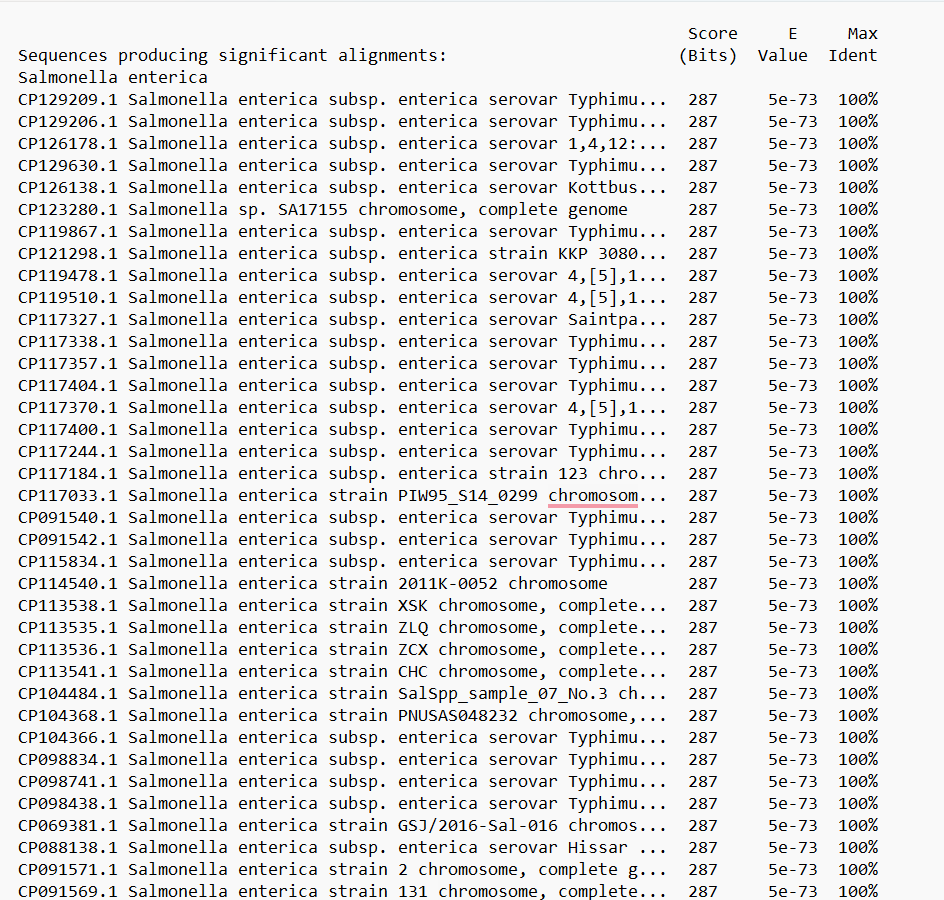 Score E Max
Sequences producing significant alignments: (Bits) Value Ident
Salmonella enterica
CP129209.1 Salmonella enterica subsp. enterica serovar Typhimu... 287 5e-73 100%
CP129206.1 Salmonella enterica subsp. enterica serovar Typhimu... 287 5e-73 100%
CP126178.1 Salmonella enterica subsp. enterica serovar 1,4,12:... 287 5e-73 100%
CP129630.1 Salmonella enterica subsp. enterica serovar Typhimu... 287 5e-73 100%
CP126138.1 Salmonella enterica subsp. enterica serovar Kottbus... 287 5e-73 100%
CP123280.1 Salmonella sp. SA17155 chromosome, complete genome 287 5e-73 100%
CP119867.1 Salmonella enterica subsp. enterica serovar Typhimu... 287 5e-73 100%
CP121298.1 Salmonella enterica subsp. enterica strain KKP 3080... 287 5e-73 100%
CP119478.1 Salmonella enterica subsp. enterica serovar 4,[5],1... 287 5e-73 100%
CP119510.1 Salmonella enterica subsp. enterica serovar 4,[5],1... 287 5e-73 100%
CP117327.1 Salmonella enterica subsp. enterica serovar Saintpa... 287 5e-73 100%
CP117338.1 Salmonella enterica subsp. enterica serovar Typhimu... 287 5e-73 100%
CP117357.1 Salmonella enterica subsp. enterica serovar Typhimu... 287 5e-73 100%
CP117404.1 Salmonella enterica subsp. enterica serovar Typhimu... 287 5e-73 100%
CP117370.1 Salmonella enterica subsp. enterica serovar 4,[5],1... 287 5e-73 100%
CP117400.1 Salmonella enterica subsp. enterica serovar Typhimu... 287 5e-73 100%
CP117244.1 Salmonella enterica subsp. enterica serovar Typhimu... 287 5e-73 100%
CP117184.1 Salmonella enterica subsp. enterica strain 123 chro... 287 5e-73 100%
CP117033.1 Salmonella enterica strain PIW95_S14_0299 chromosom... 287 5e-73 100%
CP091540.1 Salmonella enterica subsp. enterica serovar Typhimu... 287 5e-73 100%
CP091542.1 Salmonella enterica subsp. enterica serovar Typhimu... 287 5e-73 100%
CP115834.1 Salmonella enterica subsp. enterica serovar Typhimu... 287 5e-73 100%
CP114540.1 Salmonella enterica strain 2011K-0052 chromosome 287 5e-73 100%
CP113538.1 Salmonella enterica strain XSK chromosome, complete... 287 5e-73 100%
CP113535.1 Salmonella enterica strain ZLQ chromosome, complete... 287 5e-73 100%
CP113536.1 Salmonella enterica strain ZCX chromosome, complete... 287 5e-73 100%
CP113541.1 Salmonella enterica strain CHC chromosome, complete... 287 5e-73 100%
CP104484.1 Salmonella enterica strain SalSpp_sample_07_No.3 ch... 287 5e-73 100%
CP104368.1 Salmonella enterica strain PNUSAS048232 chromosome,... 287 5e-73 100%
CP104366.1 Salmonella enterica subsp. enterica serovar Typhimu... 287 5e-73 100%
CP098834.1 Salmonella enterica subsp. enterica serovar Typhimu... 287 5e-73 100%
CP098741.1 Salmonella enterica subsp. enterica serovar Typhimu... 287 5e-73 100%
CP098438.1 Salmonella enterica subsp. enterica serovar Typhimu... 287 5e-73 100%
CP069381.1 Salmonella enterica strain GSJ/2016-Sal-016 chromos... 287 5e-73 100%
CP088138.1 Salmonella enterica subsp. enterica serovar Hissar ... 287 5e-73 100%
CP091571.1 Salmonella enterica strain 2 chromosome, complete g... 287 5e-73 100%
CP091569.1 Salmonella enterica strain 131 chromosome, complete... 287 5e-73 100%